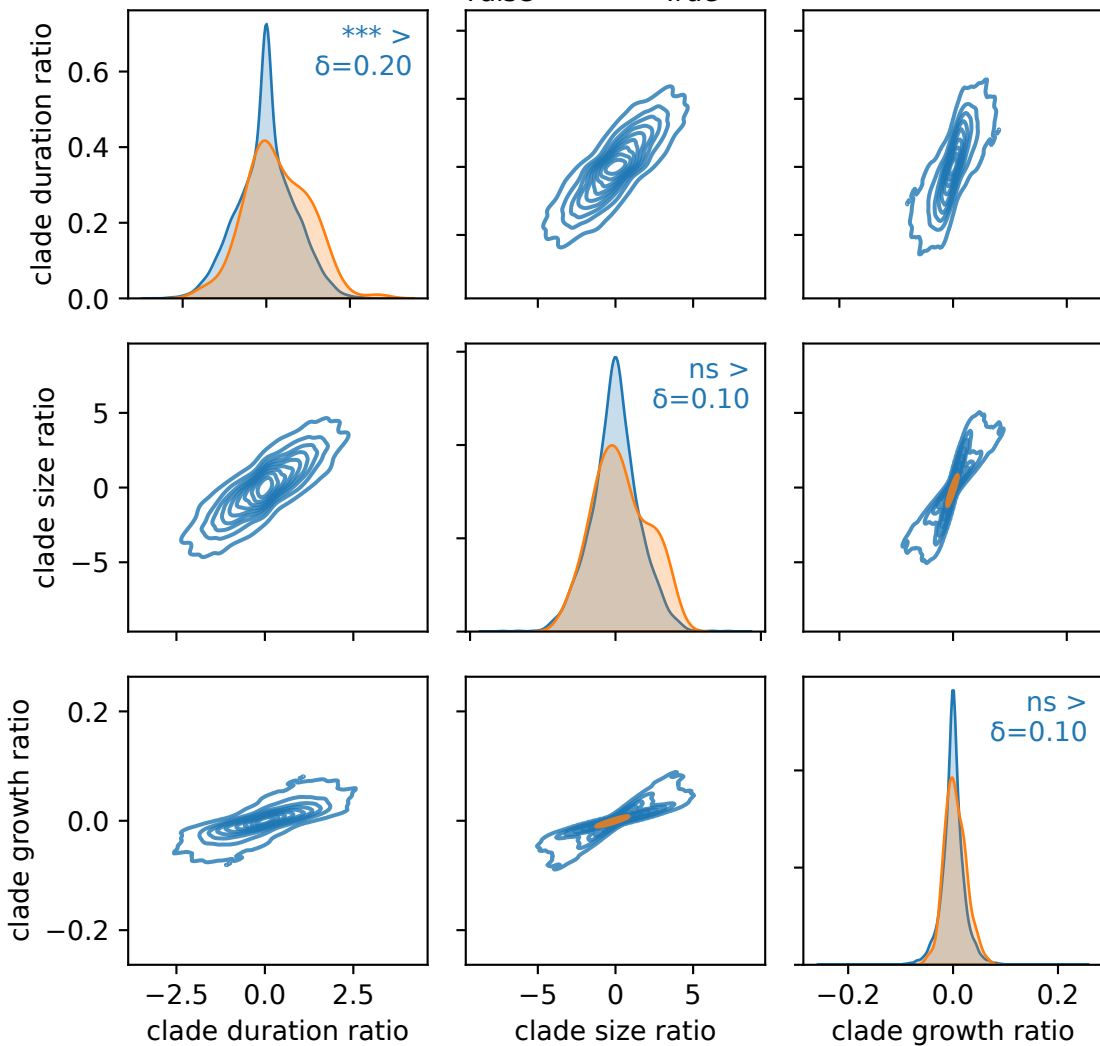 *** >
δ=0.20
clade duration ratio
0.6
0.4
0.2
0.0
ns >
δ=0.10
clade size ratio
5
0
−5
ns >
δ=0.10
clade growth ratio
0.2
0.0
−0.2
−2.5 0.0 2.5 −5 0 5 −0.2 0.0 0.2
clade duration ratio clade size ratio clade growth ratio